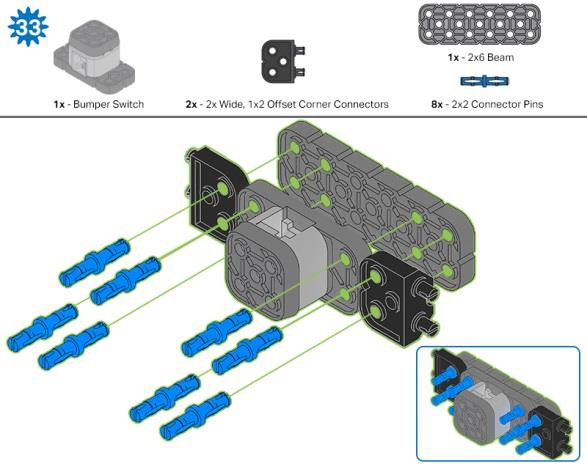 33
1x - Bumper Switch
2x - 2x Wide, 1x2 Offset Corner Connectors
1x - 2x6 Beam
8x - 2x2 Connector Pins